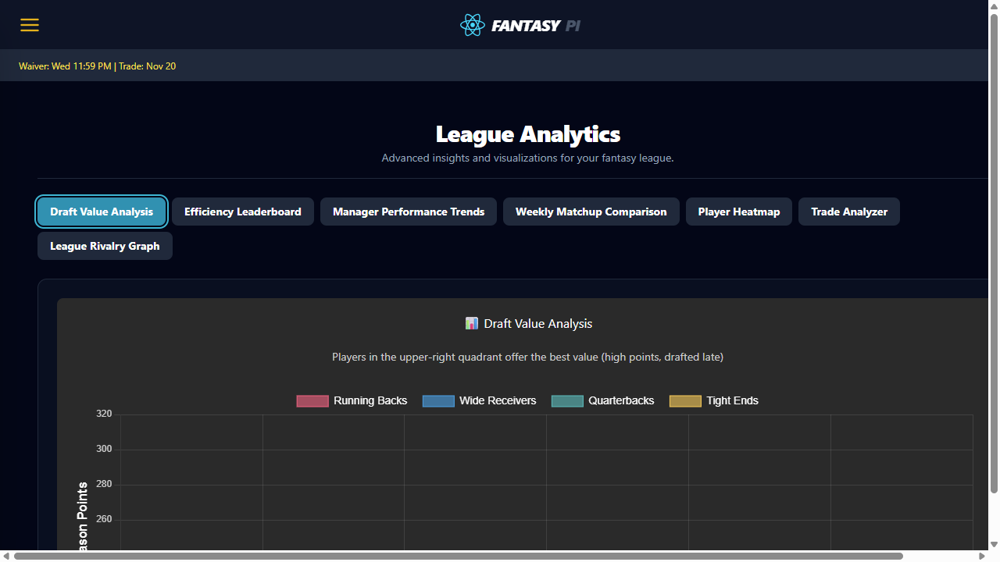 FANTASY PI
Waiver: Wed 11:59 PM | Trade: Nov 20
League Analytics
Advanced insights and visualizations for your fantasy league.
Draft Value Analysis
Efficiency Leaderboard
Manager Performance Trends
Weekly Matchup Comparison
Player Heatmap
Trade Analyzer
League Rivalry Graph
Draft Value Analysis
Players in the upper-right quadrant offer the best value (high points, drafted late)
Running Backs
Wide Receivers
Quarterbacks
Tight Ends
320
300
280
260
Points